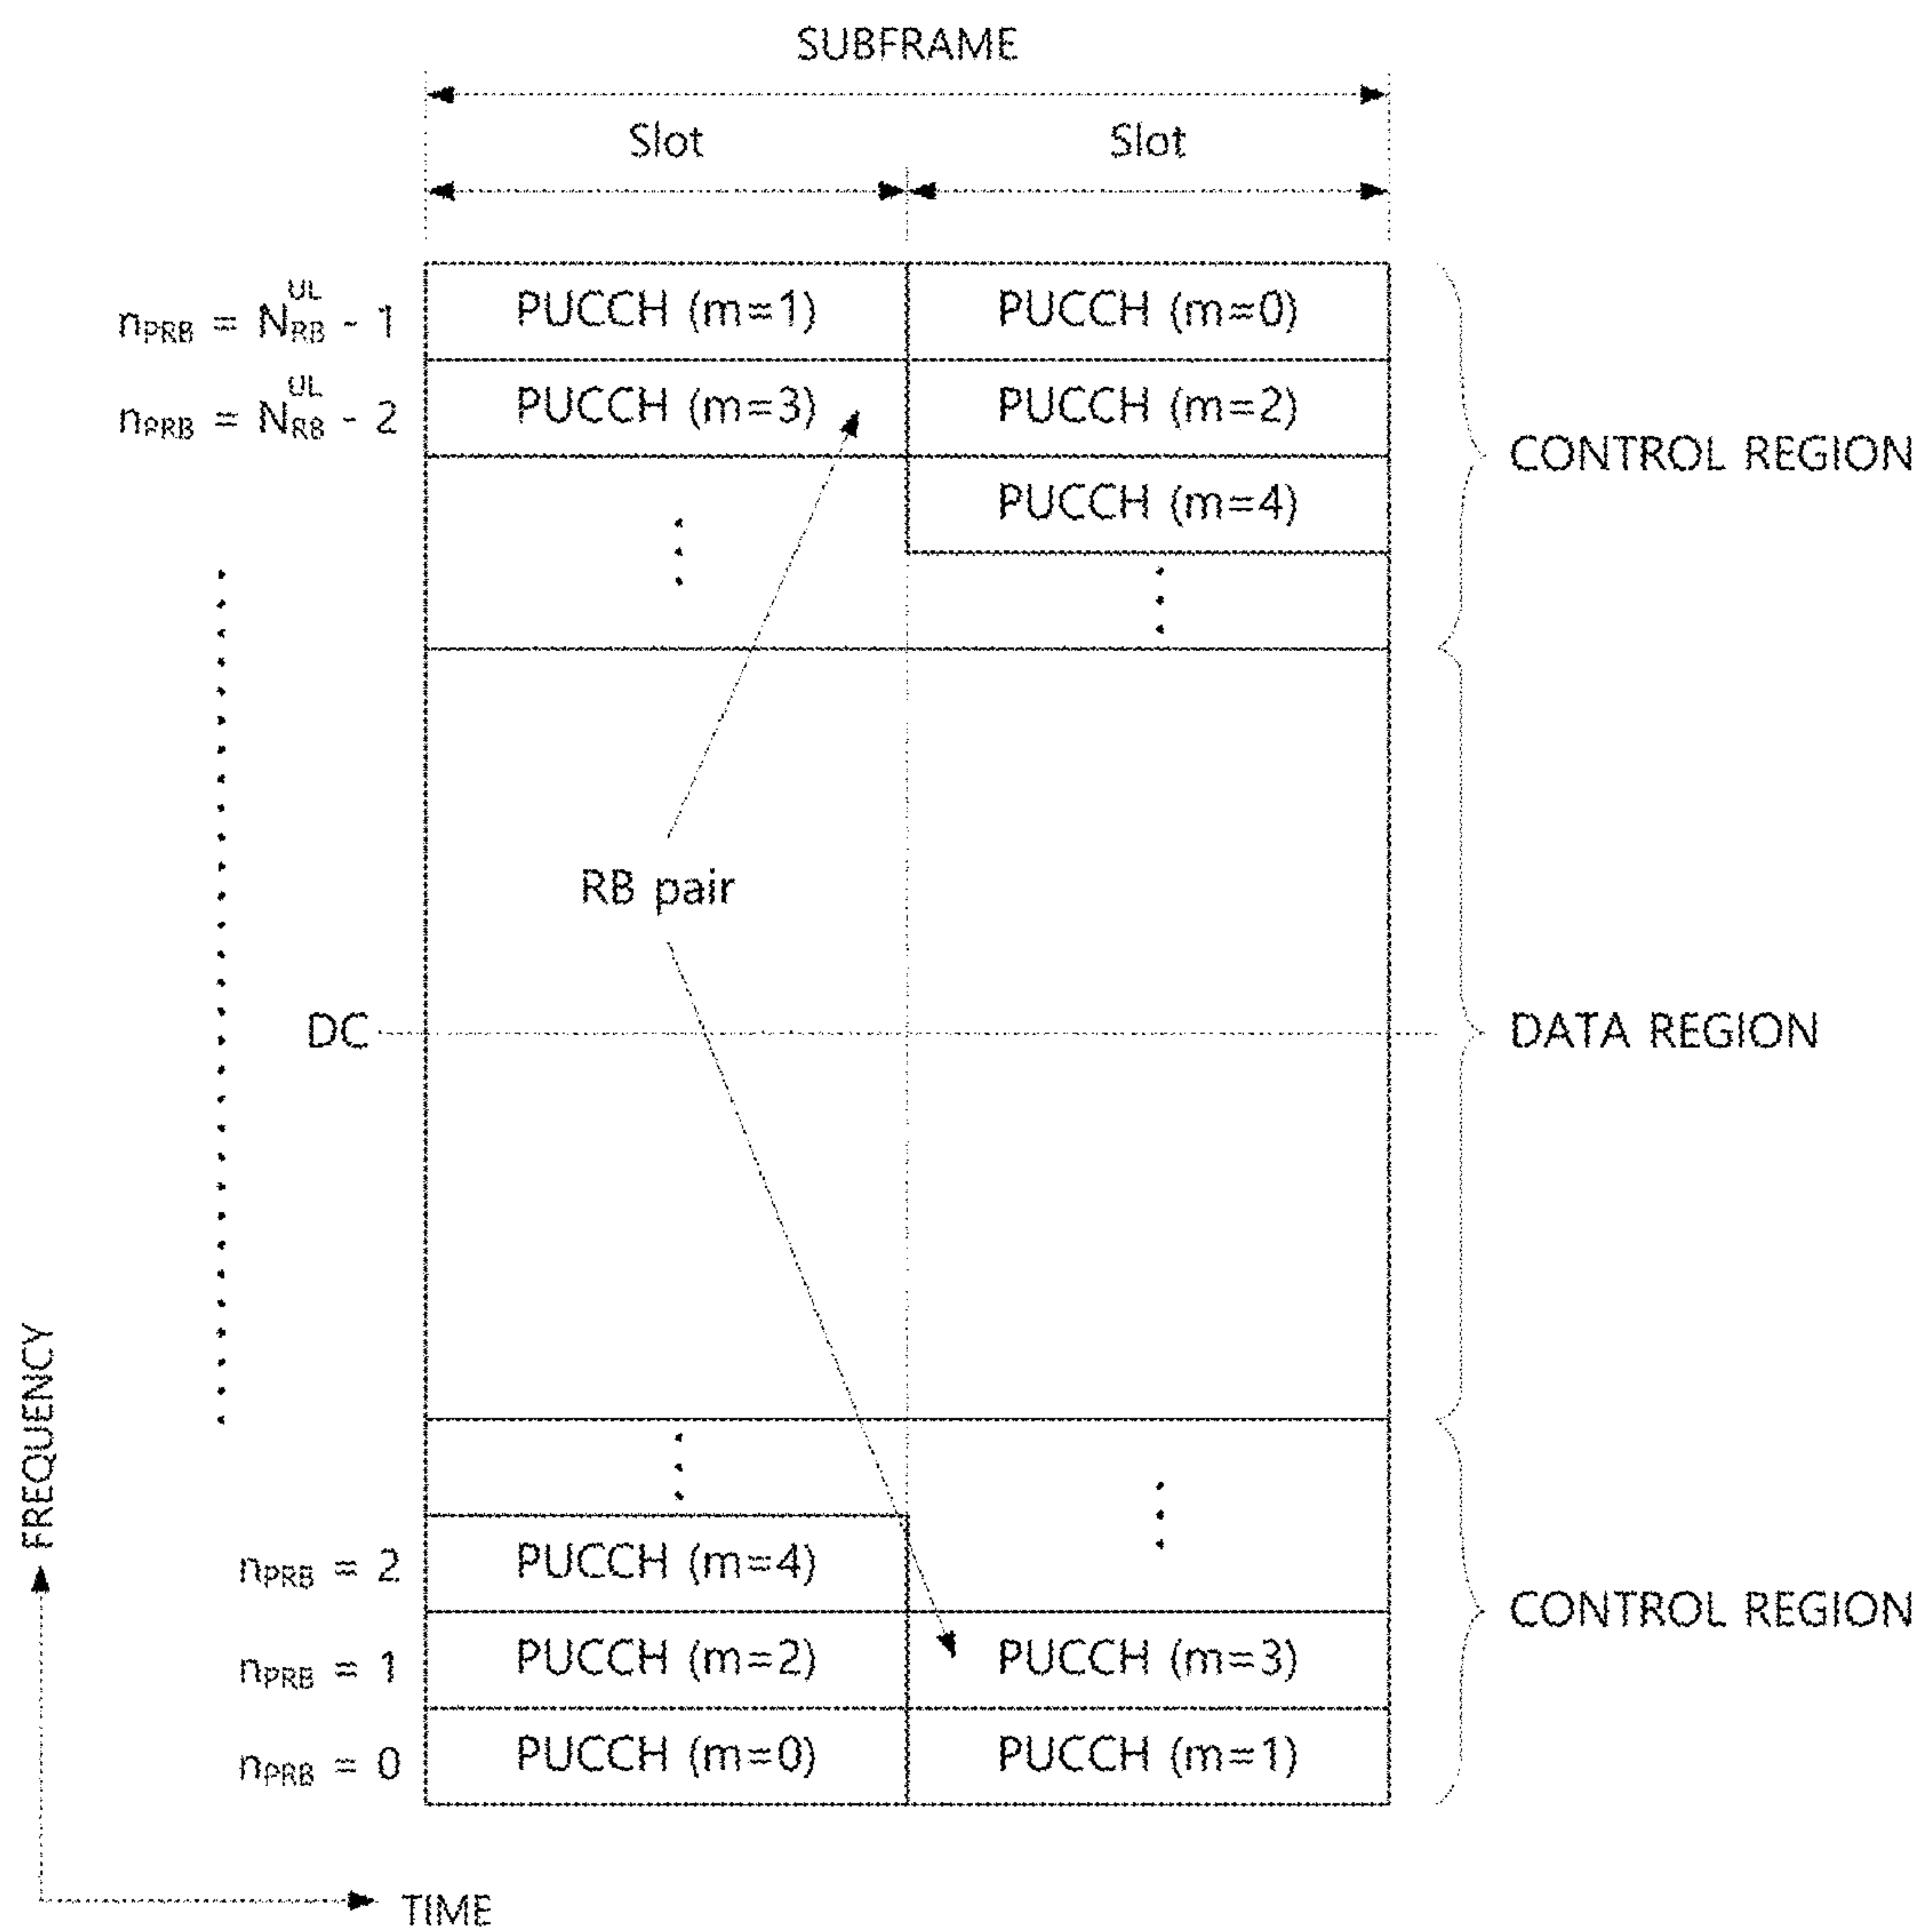 SUBFRAME
Slot Slot
n_PRB = N_RB^UL - 1 PUCCH (m=1) PUCCH (m=0)
n_PRB = N_RB^UL - 2 PUCCH (m=3) PUCCH (m=2)
CONTROL REGION
PUCCH (m=4)
RB pair
DC DATA REGION
FREQUENCY
n_PRB = 2 PUCCH (m=4)
CONTROL REGION
n_PRB = 1 PUCCH (m=2) PUCCH (m=3)
n_PRB = 0 PUCCH (m=0) PUCCH (m=1)
TIME